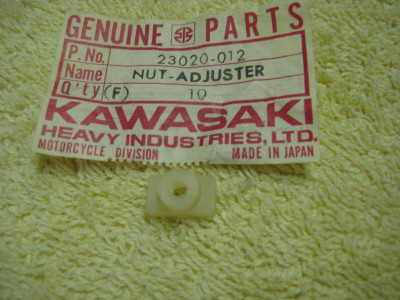 GENUINE PARTS
P. No. 23020-012
Name NUT-ADJUSTER
Q'ty (F) 10
KAWASAKI
HEAVY INDUSTRIES, LTD.
MOTORCYCLE DIVISION MADE IN JAPAN